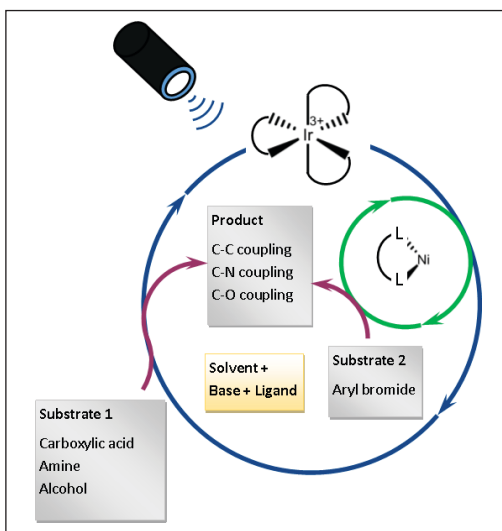 3+
Ir
Product
C-C coupling
C-N coupling
C-O coupling
L
Ni
L
Solvent +
Base + Ligand
Substrate 2
Aryl bromide
Substrate 1
Carboxylic acid
Amine
Alcohol